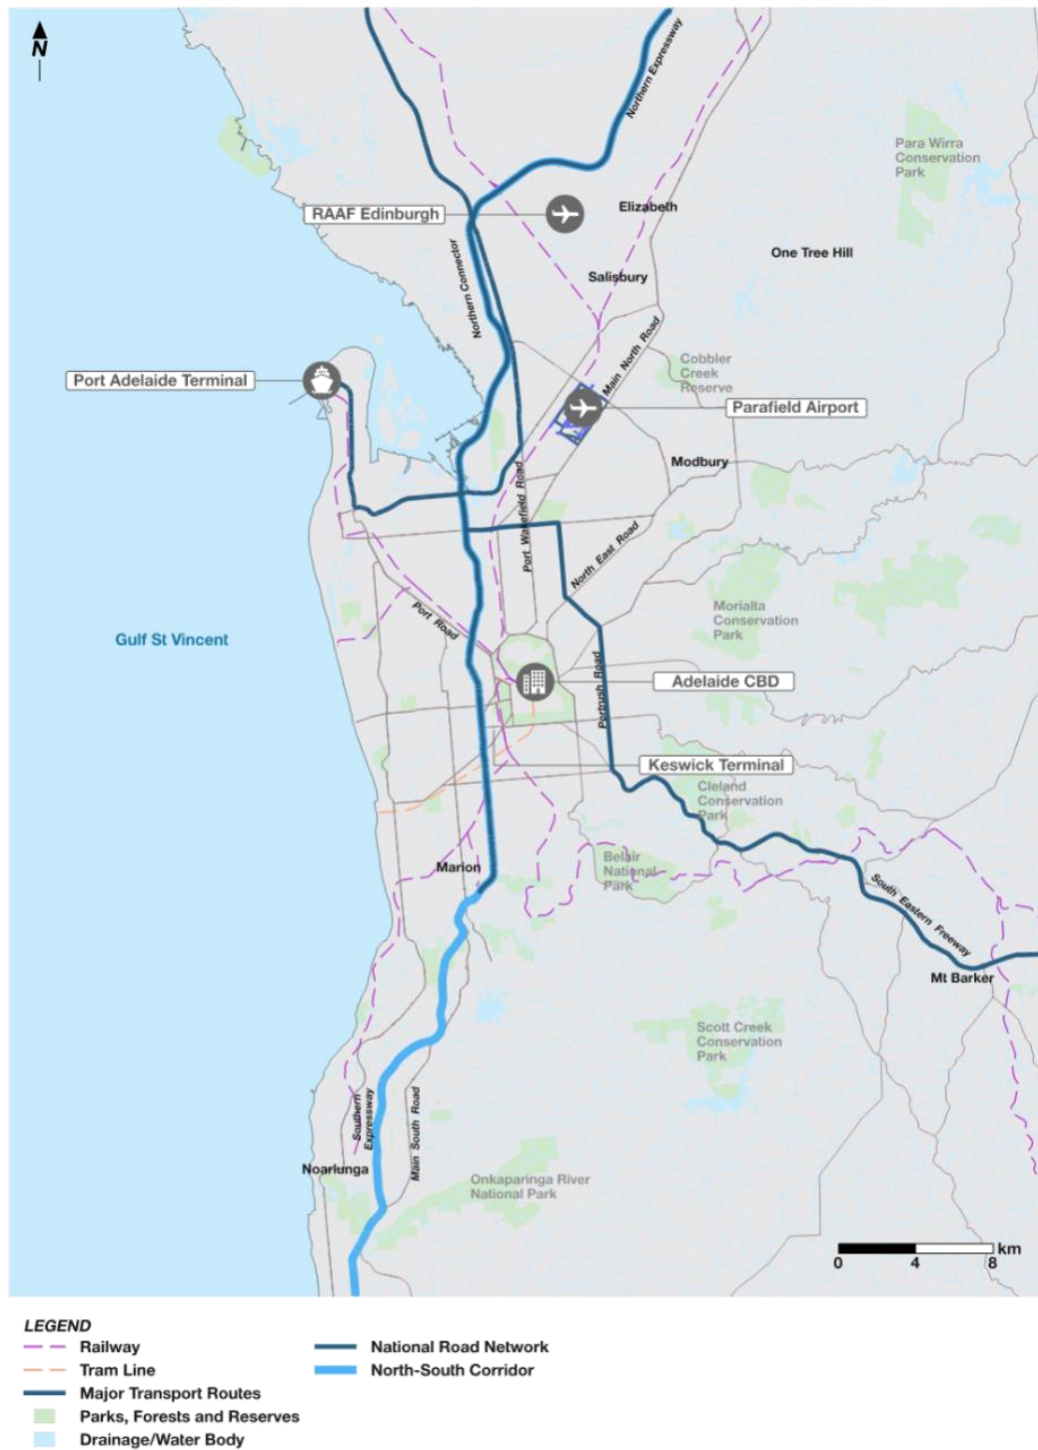 N
Northern Expressway
Para Wirra
Conservation
Park
RAAF Edinburgh
Elizabeth
One Tree Hill
Northern Connector
Salisbury
Main North Road
Cobbler
Creek
Reserve
Port Adelaide Terminal
Parafield Airport
Modbury
Port Wakefield Road
North East Road
Port Road
Morialta
Conservation
Park
Gulf St Vincent
Adelaide CBD
Portrush Road
Keswick Terminal
Cleland
Conservation
Park
Marion
Belair
National
Park
South Eastern Freeway
Mt Barker
Scott Creek
Conservation
Park
Southern
Expressway
Main South Road
Noarlunga
Onkaparinga River
National Park
km
0 4 8
LEGEND
Railway
Tram Line
Major Transport Routes
Parks, Forests and Reserves
Drainage/Water Body
National Road Network
North-South Corridor